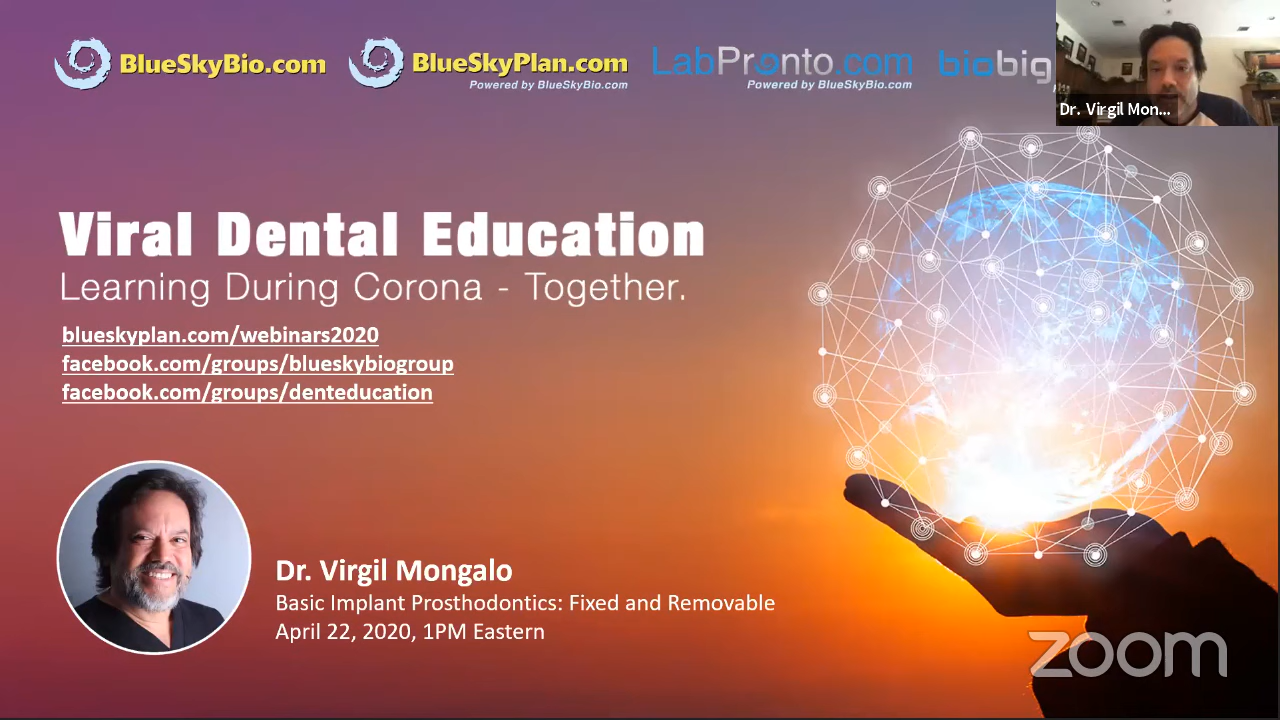 BlueSkyBio.com
BlueSkyPlan.com
Powered by BlueSkyBio.com
LabPronto.com
Powered by BlueSkyBio.com
biobig
Dr. Virgil Mon...
Viral Dental Education
Learning During Corona - Together.
blueskyplan.com/webinars2020
facebook.com/groups/blueskybiogroup
facebook.com/groups/denteducation
Dr. Virgil Mongalo
Basic Implant Prosthodontics: Fixed and Removable
April 22, 2020, 1PM Eastern
zoom